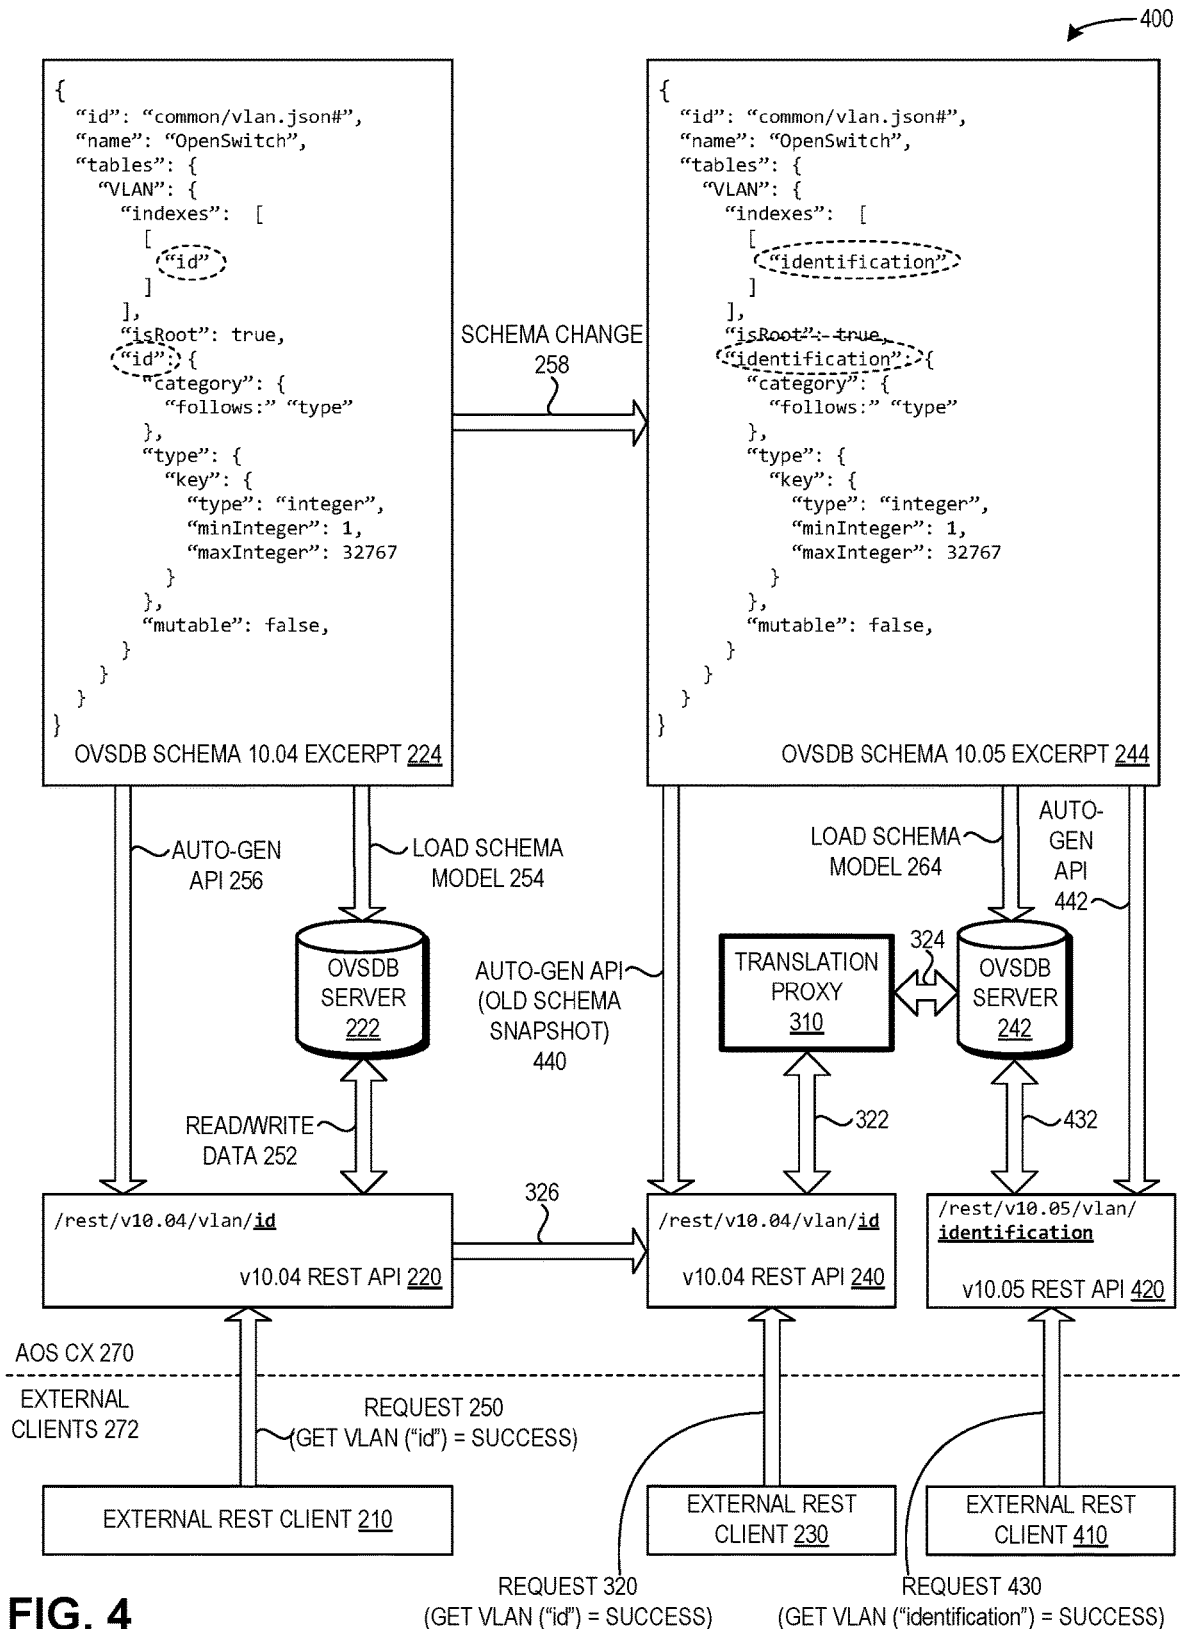 400
{
"id": "common/vlan.json#",
"name": "OpenSwitch",
"tables": {
"VLAN": {
"indexes": [
[
"id"
]
],
"isRoot": true,
"id": {
"category": {
"follows:" "type"
},
"type": {
"key": {
"type": "integer",
"minInteger": 1,
"maxInteger": 32767
}
},
"mutable": false,
}
}
}
}
OVSDB SCHEMA 10.04 EXCERPT 224
SCHEMA CHANGE
258
{
"id": "common/vlan.json#",
"name": "OpenSwitch",
"tables": {
"VLAN": {
"indexes": [
[
"identification"
]
],
"isRoot": true,
"identification": {
"category": {
"follows:" "type"
},
"type": {
"key": {
"type": "integer",
"minInteger": 1,
"maxInteger": 32767
}
},
"mutable": false,
}
}
}
}
OVSDB SCHEMA 10.05 EXCERPT 244
AUTO-GEN
API 256
LOAD SCHEMA
MODEL 254
OVSDB
SERVER
222
READ/WRITE
DATA 252
AUTO-GEN API
(OLD SCHEMA
SNAPSHOT)
440
LOAD SCHEMA
MODEL 264
AUTO-
GEN
API
442
TRANSLATION
PROXY
310
324
OVSDB
SERVER
242
322
432
/rest/v10.04/vlan/id
v10.04 REST API 220
326
/rest/v10.04/vlan/id
v10.04 REST API 240
/rest/v10.05/vlan/
identification
v10.05 REST API 420
AOS CX 270
EXTERNAL
CLIENTS 272
REQUEST 250
(GET VLAN ("id") = SUCCESS)
EXTERNAL REST CLIENT 210
EXTERNAL REST
CLIENT 230
EXTERNAL REST
CLIENT 410
REQUEST 320
(GET VLAN ("id") = SUCCESS)
REQUEST 430
(GET VLAN ("identification") = SUCCESS)
FIG. 4